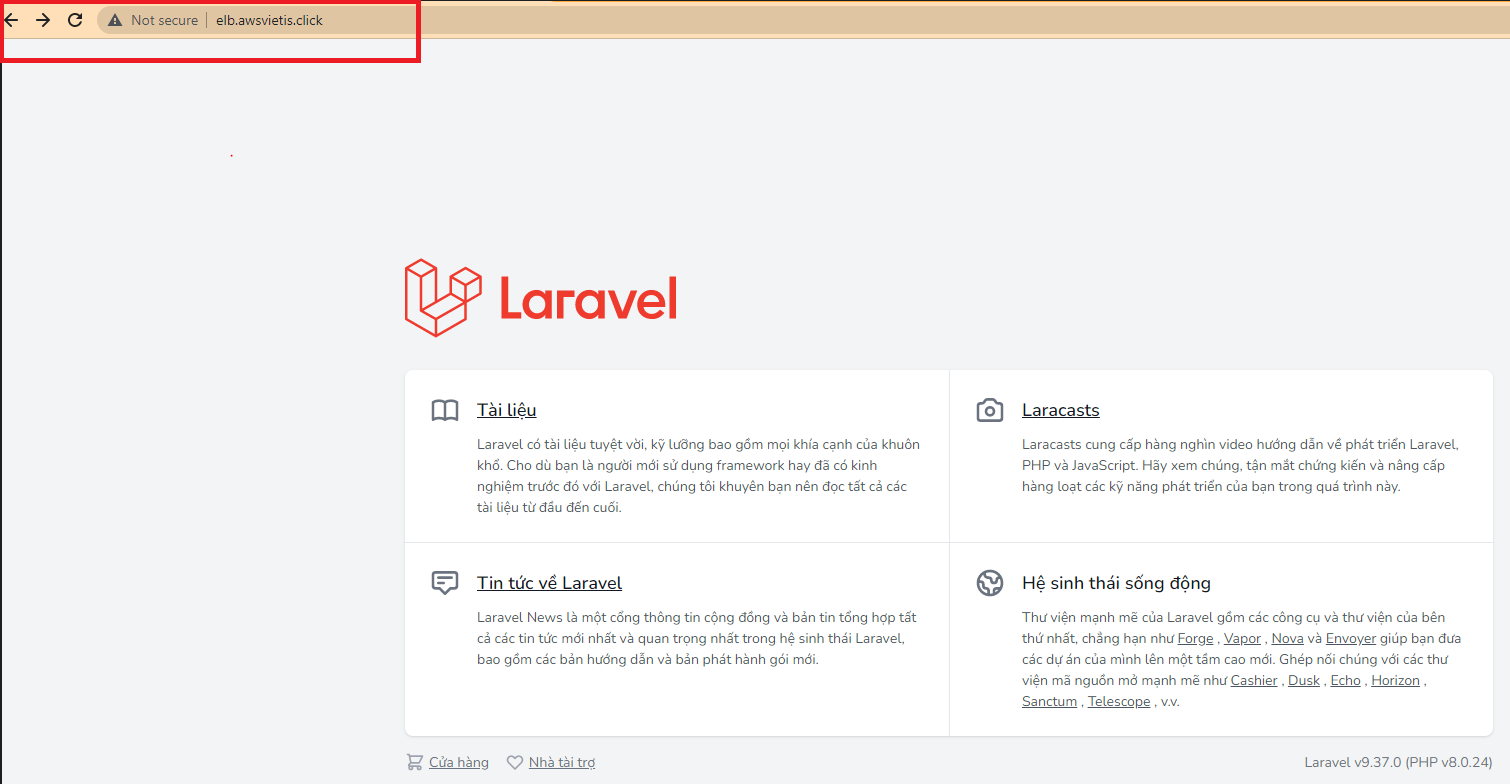 Not secure elb.awsvietis.click
Laravel
Tài liệu
Laravel có tài liệu tuyệt vời, kỹ lưỡng bao gồm mọi khía cạnh của khuôn
khổ. Cho dù bạn là người mới sử dụng framework hay đã có kinh
nghiệm trước đó với Laravel, chúng tôi khuyên bạn nên đọc tất cả các
tài liệu từ đầu đến cuối.
Laracasts
Laracasts cung cấp hàng nghìn video hướng dẫn về phát triển Laravel,
PHP và JavaScript. Hãy xem chúng, tận mắt chứng kiến và nâng cấp
hàng loạt các kỹ năng phát triển của bạn trong quá trình này.
Tin tức về Laravel
Laravel News là một cổng thông tin cộng đồng và bản tin tổng hợp tất
cả các tin tức mới nhất và quan trọng nhất trong hệ sinh thái Laravel,
bao gồm các bản hướng dẫn và bản phát hành gói mới.
Hệ sinh thái sống động
Thư viện mạnh mẽ của Laravel gồm các công cụ và thư viện của bên
thứ nhất, chẳng hạn như Forge , Vapor , Nova và Envoyer giúp bạn đưa
các dự án của mình lên một tầm cao mới. Ghép nối chúng với các thư
viện mã nguồn mở mạnh mẽ như Cashier , Dusk , Echo , Horizon ,
Sanctum , Telescope , v.v.
Cửa hàng Nhà tài trợ Laravel v9.37.0 (PHP v8.0.24)